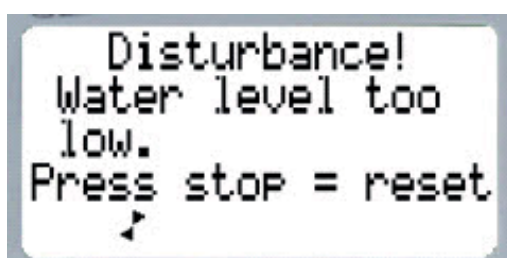 Disturbance!
Water level too
low.
Press stop = reset